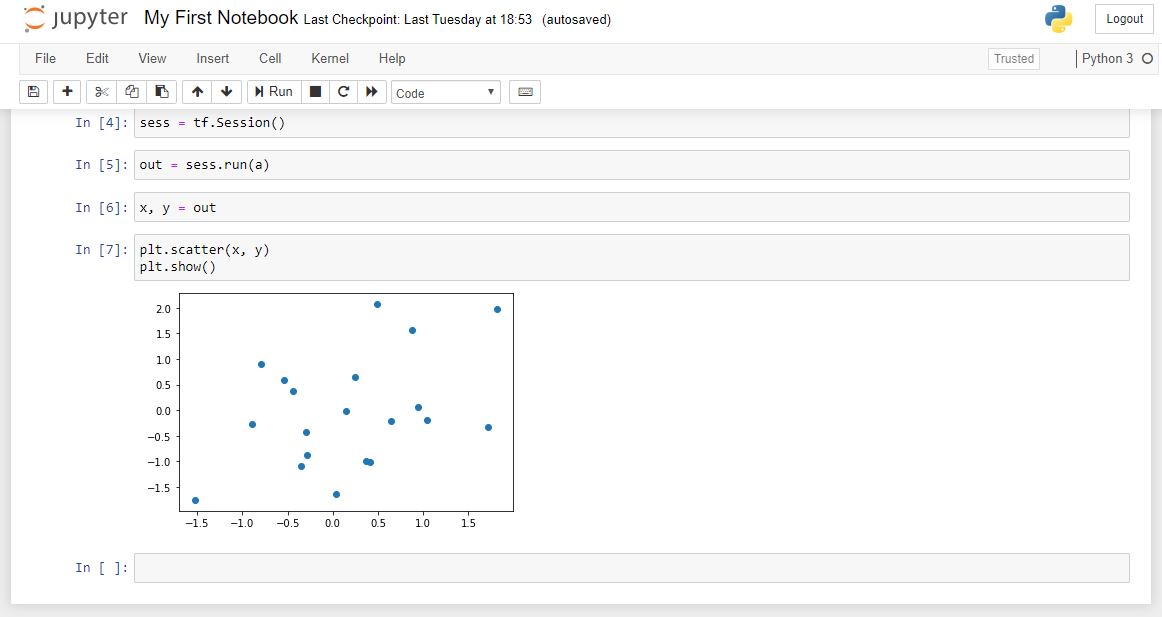 jupyter My First Notebook Last Checkpoint: Last Tuesday at 18:53 (autosaved) Logout
File Edit View Insert Cell Kernel Help Trusted Python 3
Run Code
In [4]: sess = tf.Session()
In [5]: out = sess.run(a)
In [6]: x, y = out
In [7]: plt.scatter(x, y)
plt.show()
2.0
1.5
1.0
0.5
0.0
−0.5
−1.0
−1.5
−1.5 −1.0 −0.5 0.0 0.5 1.0 1.5
In [ ]: